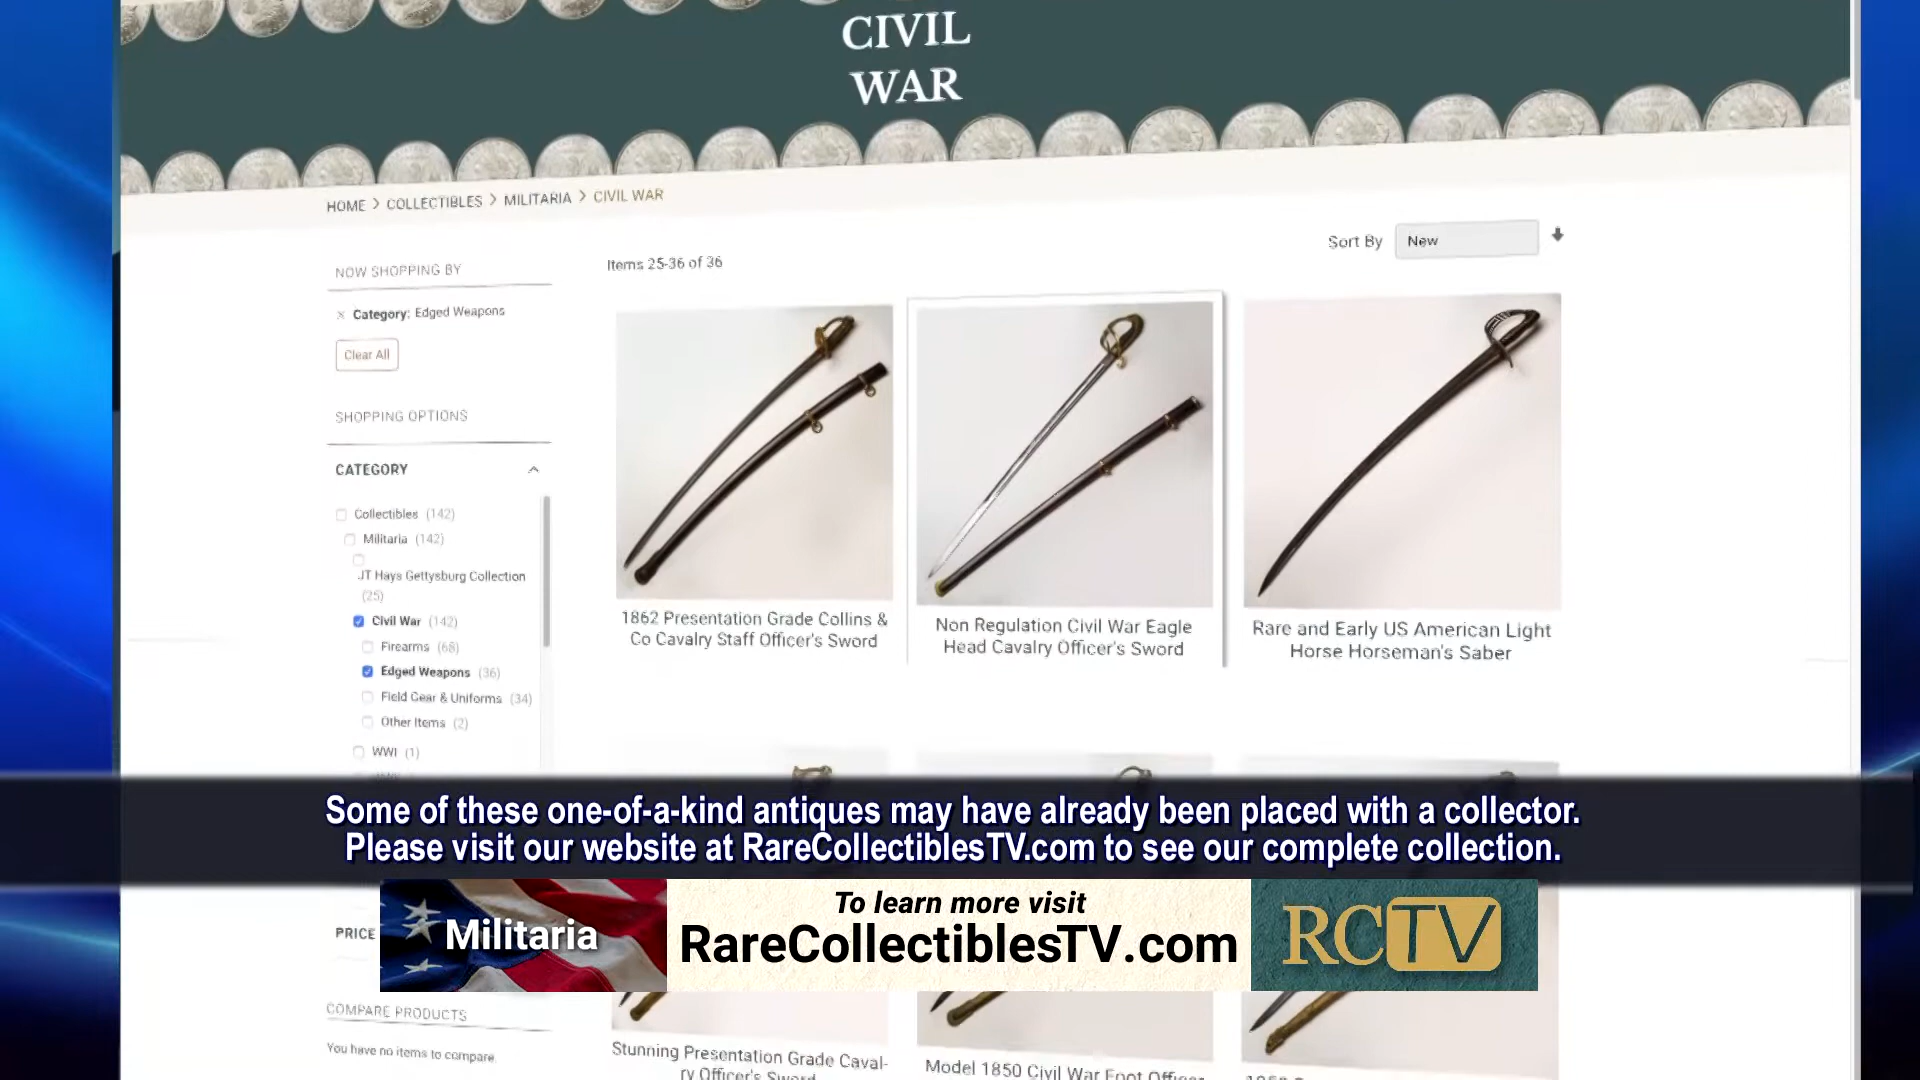 CIVIL
WAR
HOME > COLLECTIBLES > MILITARIA > CIVIL WAR
Sort By New
NOW SHOPPING BY
Items 25-36 of 36
× Category: Edged Weapons
Clear All
SHOPPING OPTIONS
CATEGORY
Collectibles (142)
Militaria (142)
JT Hays Gettysburg Collection
(25)
Civil War (142)
Firearms (68)
Edged Weapons (36)
Field Gear & Uniforms (34)
Other Items (2)
WWI (1)
1862 Presentation Grade Collins &
Co Cavalry Staff Officer's Sword
Non Regulation Civil War Eagle
Head Cavalry Officer's Sword
Rare and Early US American Light
Horse Horseman's Saber
Some of these one-of-a-kind antiques may have already been placed with a collector.
Please visit our website at RareCollectiblesTV.com to see our complete collection.
PRICE
Militaria
To learn more visit
RareCollectiblesTV.com
RCTV
COMPARE PRODUCTS
You have no items to compare.
Stunning Presentation Grade Caval-
ry Officer's Sword
Model 1850 Civil War Foot Officer